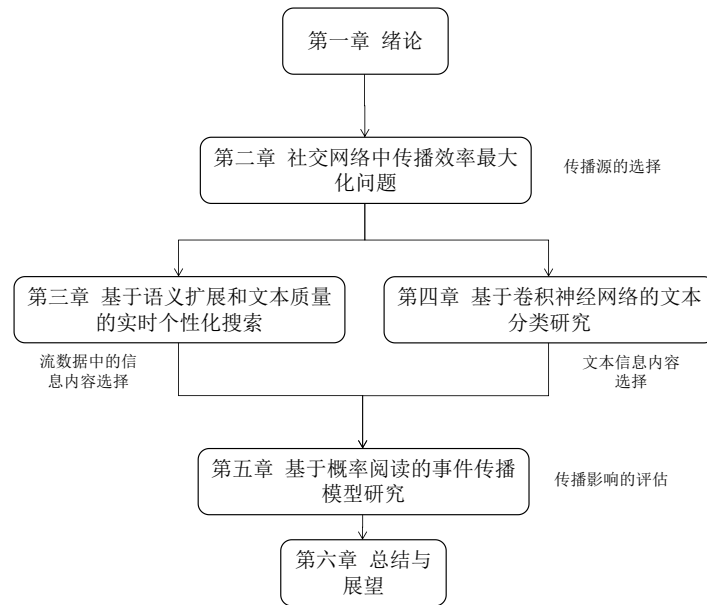 第一章 绪论
第二章 社交网络中传播效率最大
化问题
传播源的选择
第三章 基于语义扩展和文本质量
的实时个性化搜索
第四章 基于卷积神经网络的文本
分类研究
流数据中的信
息内容选择
文本信息内容
选择
第五章 基于概率阅读的事件传播
模型研究
传播影响的评估
第六章 总结与
展望